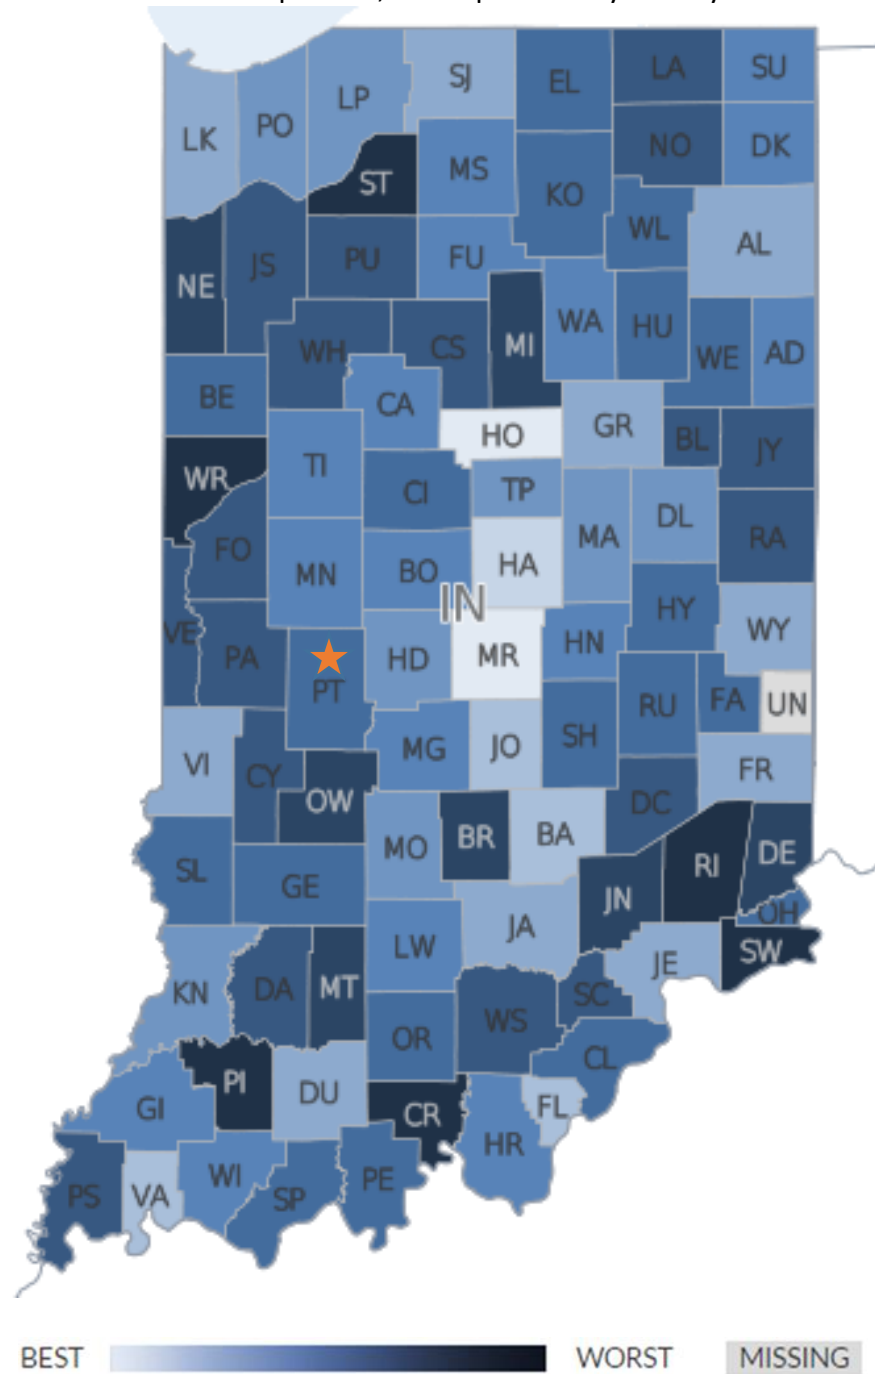 LK PO LP SJ EL LA SU
ST MS KO NO DK
NE JS PU FU WL AL
WH CS MI WA HU WE AD
BE CA HO GR BL JY
WR TI CI TP
FO MN BO HA MA DL RA
IN
VE PA PT HD MR HN HY WY
VI CY MG JO SH RU FA UN
OW FR
SL GE MO BR BA DC RI DE
LW JA JN OH
KN DA MT JE SW
OR WS SC
PI DU CL
GI CR FL
PS VA WI SP PE HR
BEST WORST MISSING